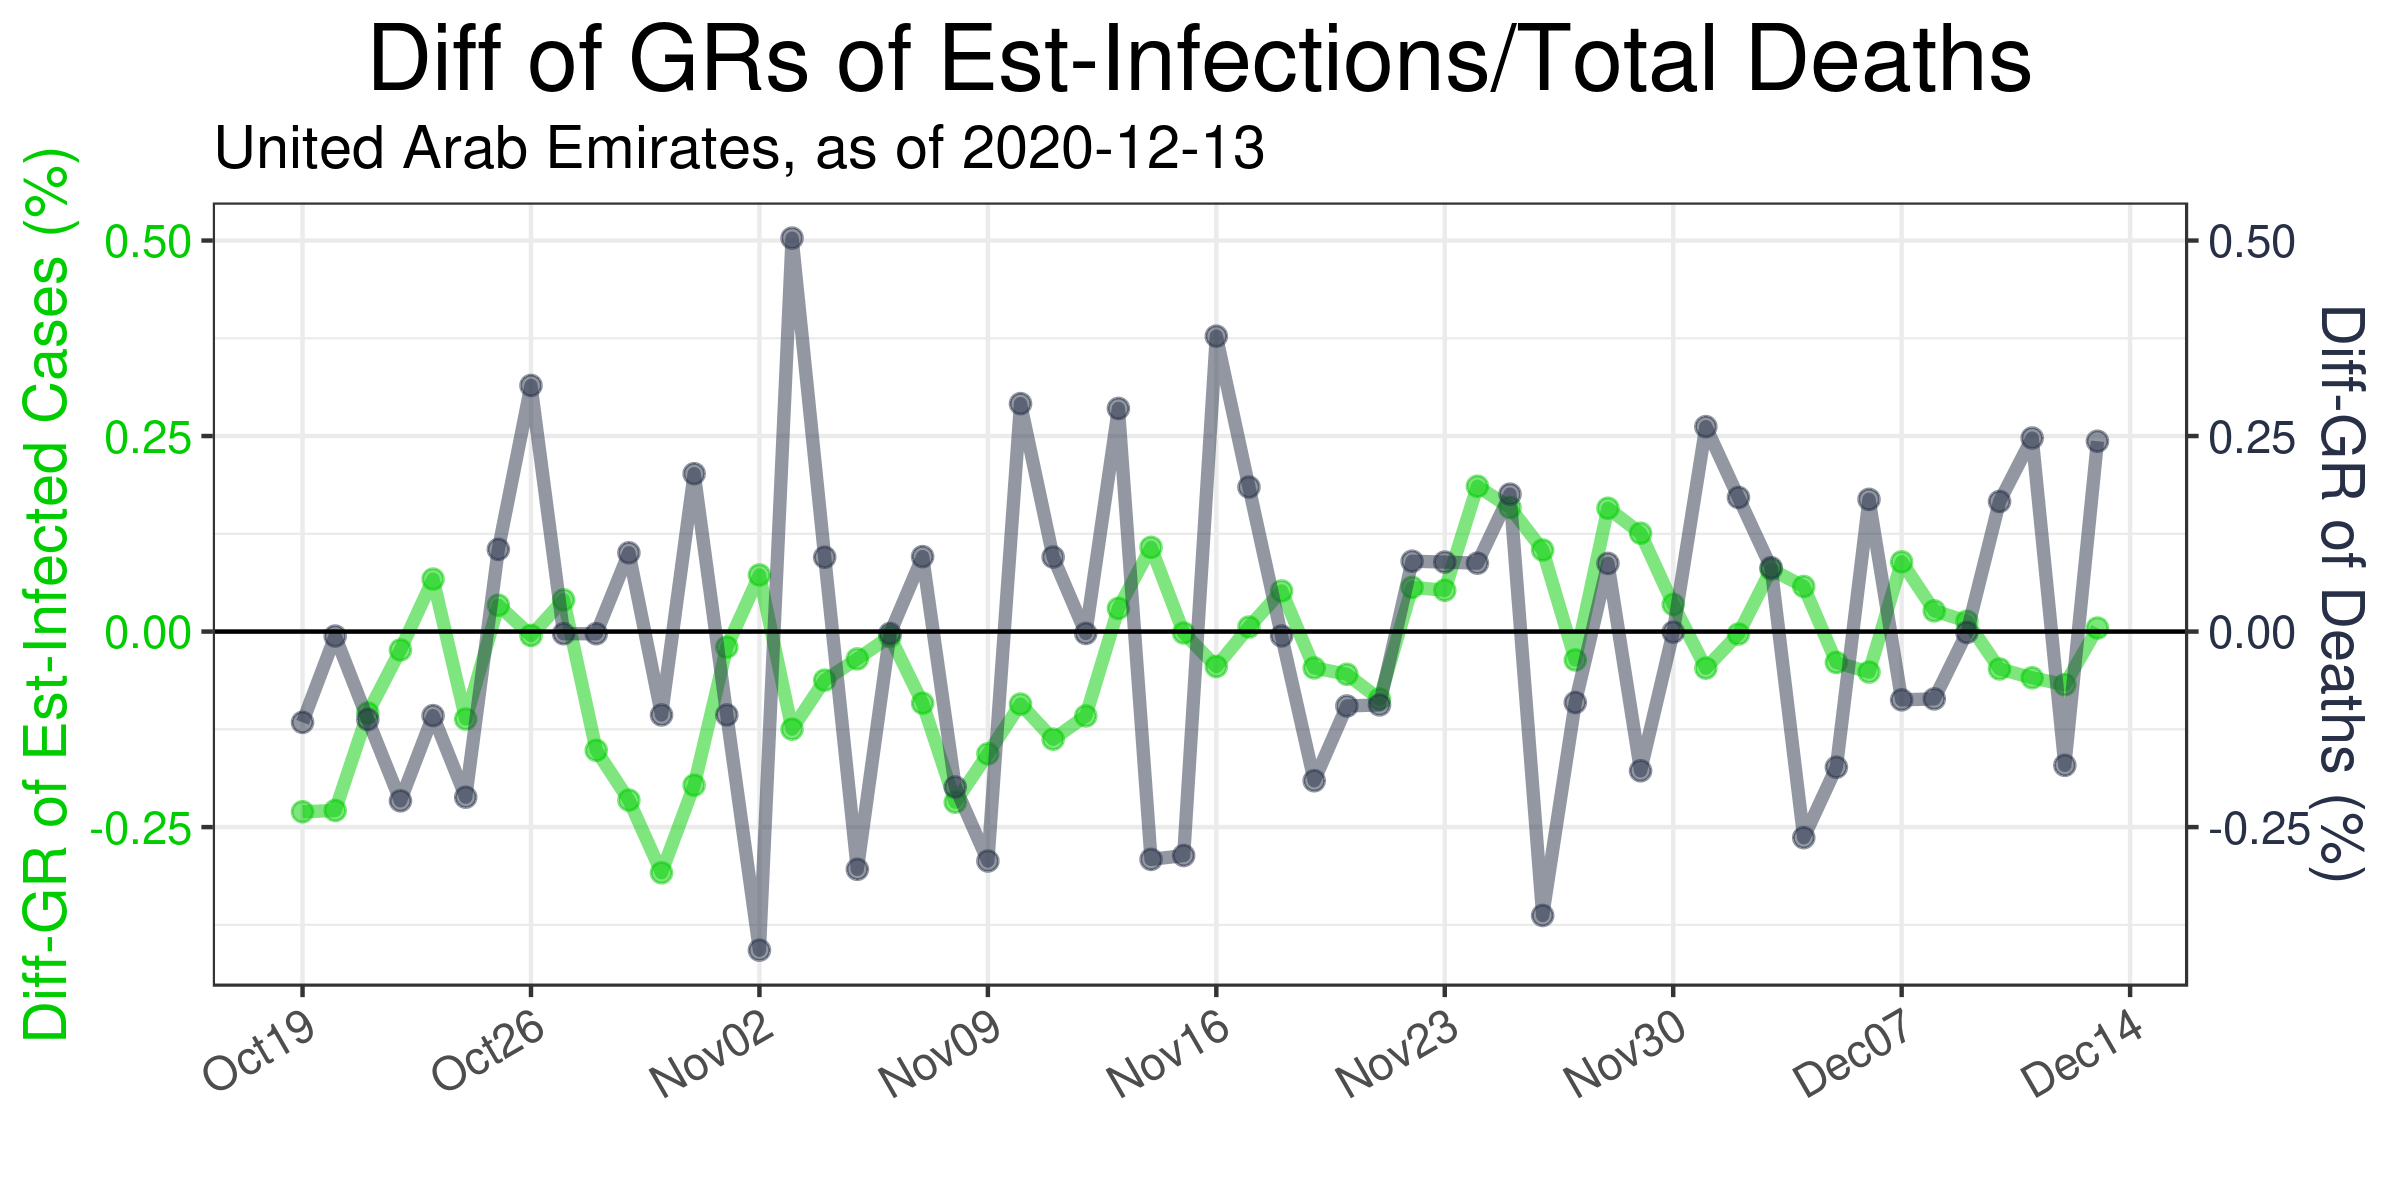 Diff of GRs of Est-Infections/Total Deaths
United Arab Emirates, as of 2020-12-13
Diff-GR of Est-Infected Cases (%)
0.50
0.25
0.00
-0.25
0.50
0.25
0.00
-0.25
Diff-GR of Deaths (%)
Oct19
Oct26
Nov02
Nov09
Nov16
Nov23
Nov30
Dec07
Dec14